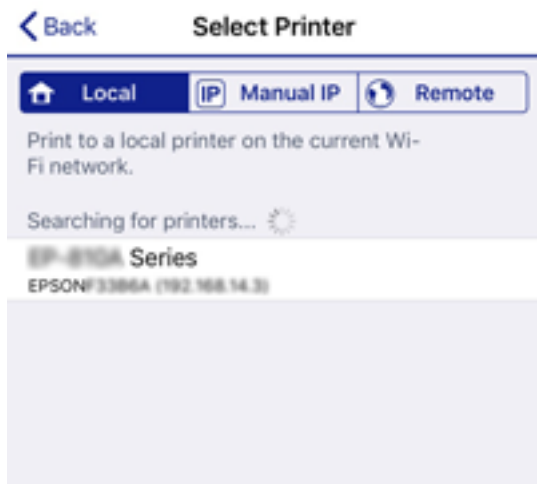 Back
Select Printer
Local
IP
Manual IP
Remote
Print to a local printer on the current Wi-
Fi network.
Searching for printers...
Series
EPSON